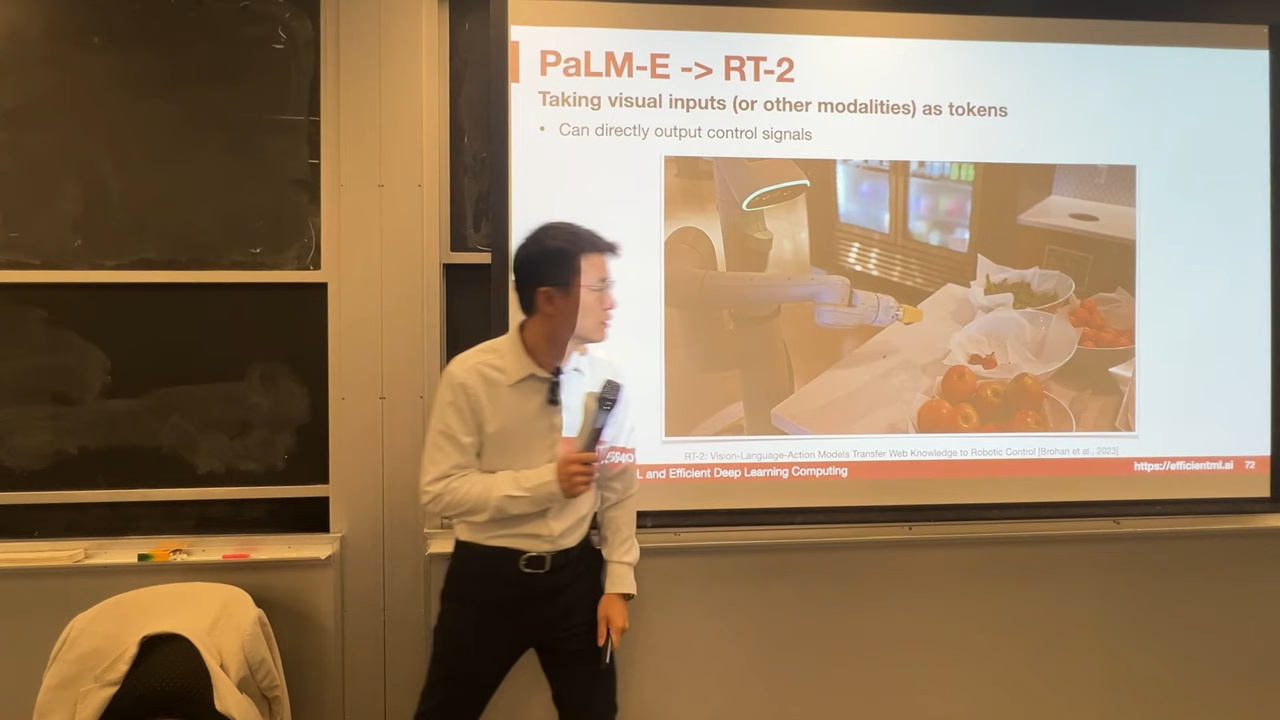 PaLM-E -> RT-2
Taking visual inputs (or other modalities) as tokens
• Can directly output control signals
RT-2: Vision-Language-Action Models Transfer Web Knowledge to Robotic Control [Brohan et al., 2023]
L and Efficient Deep Learning Computing
https://efficientml.ai
72